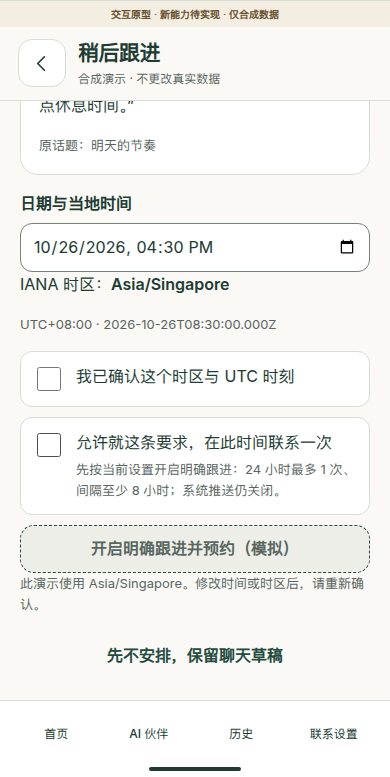 交互原型 · 新能力待实现 · 仅合成数据
稍后跟进
合成演示 · 不更改真实数据
点休息时间。”
原话题：明天的节奏
日期与当地时间
10/26/2026, 04:30 PM
IANA 时区：Asia/Singapore
UTC+08:00 · 2026-10-26T08:30:00.000Z
我已确认这个时区与 UTC 时刻
允许就这条要求，在此时间联系一次
先按当前设置开启明确跟进：24 小时最多 1 次、
间隔至少 8 小时；系统推送仍关闭。
开启明确跟进并预约（模拟）
此演示使用 Asia/Singapore。修改时间或时区后，请重新确
认。
先不安排，保留聊天草稿
首页
AI 伙伴
历史
联系设置